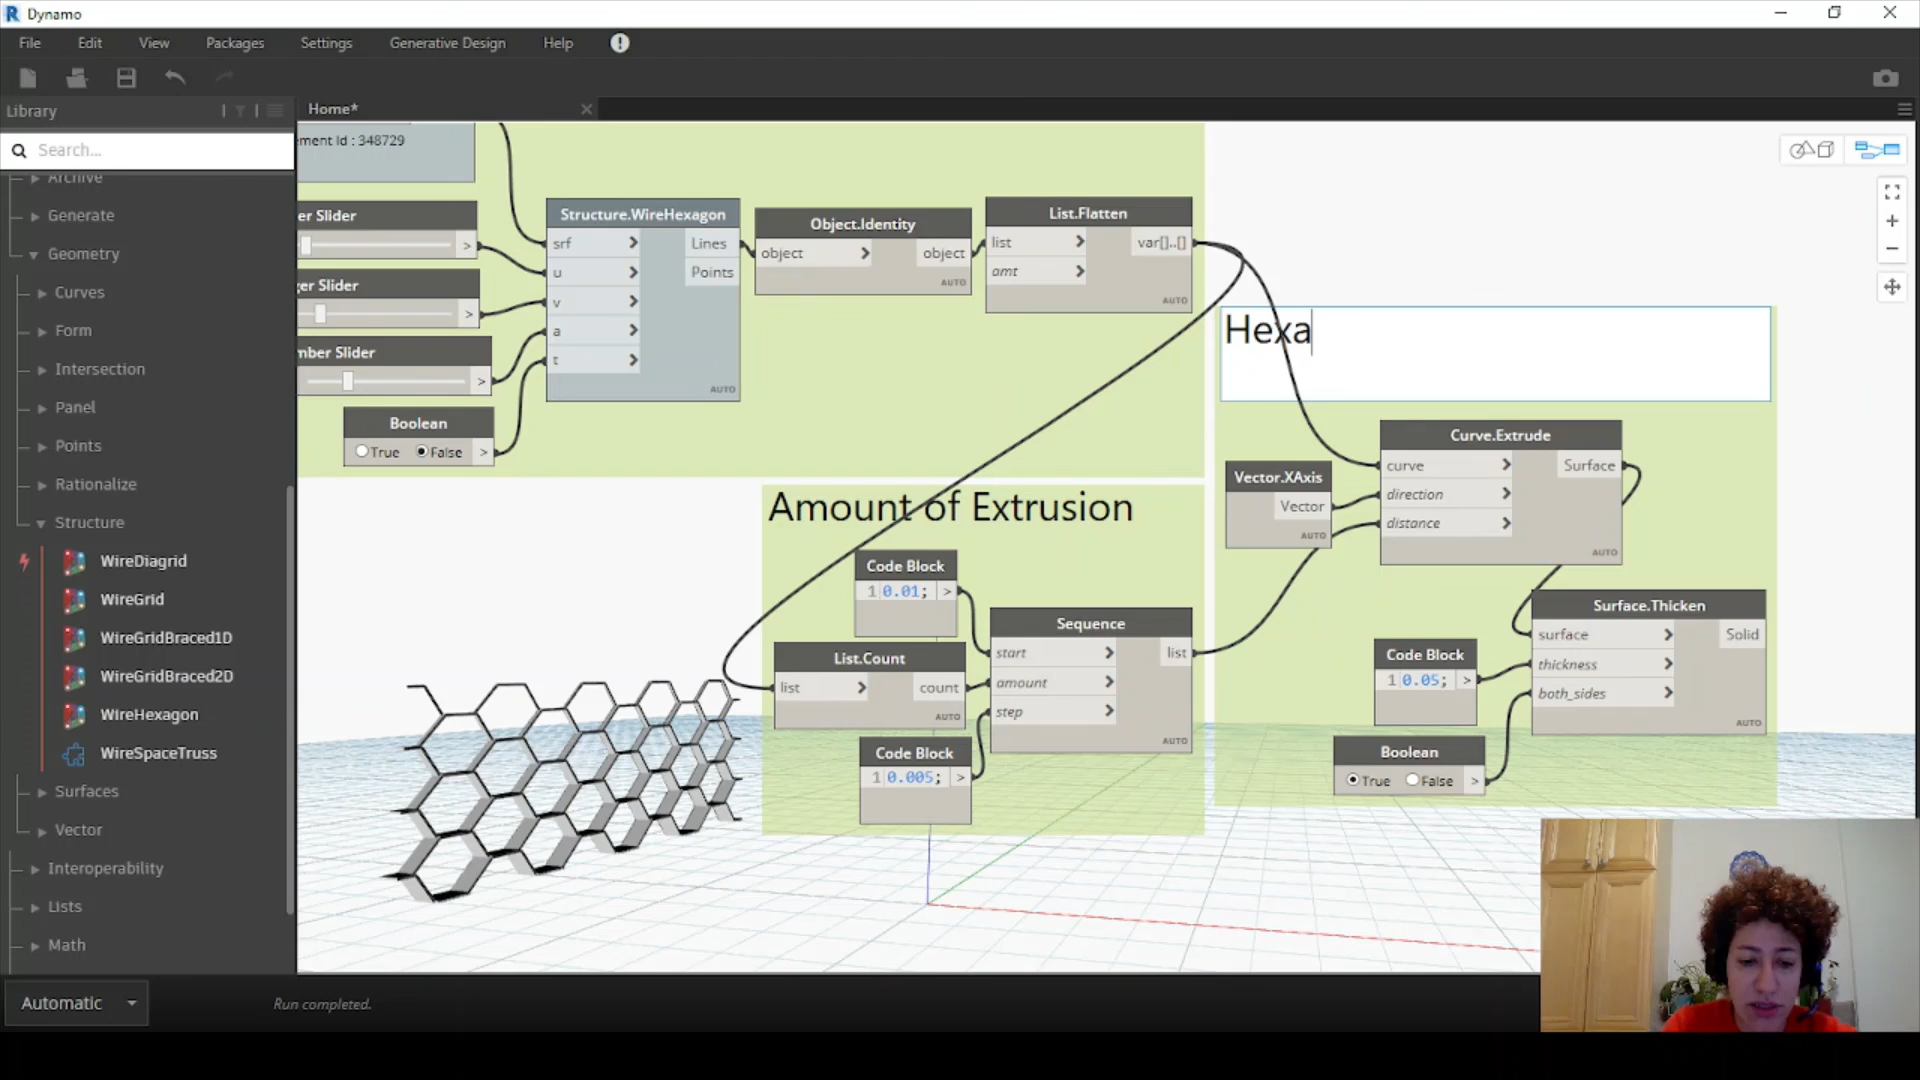 Dynamo
File Edit View Packages Settings Generative Design Help
Library
Home*
Search...
Archive
Generate
Geometry
Curves
Form
Intersection
Panel
Points
Rationalize
Structure
WireDiagrid
WireGrid
WireGridBraced1D
WireGridBraced2D
WireHexagon
WireSpaceTruss
Surfaces
Vector
Interoperability
Lists
Math
Automatic
Run completed.
ement Id : 348729
er Slider
>
ger Slider
>
mber Slider
>
Boolean
True False >
Structure.WireHexagon
srf > Lines
u > Points
v >
a >
t >
AUTO
Object.Identity
object > object
AUTO
List.Flatten
list > var[]..[]
amt >
AUTO
Hexa
Amount of Extrusion
Code Block
1 0.01; >
List.Count
list > count
AUTO
Code Block
1 0.005; >
Sequence
start > list
amount >
step >
AUTO
Vector.XAxis
Vector
AUTO
Curve.Extrude
curve > Surface
direction >
distance >
AUTO
Code Block
1 0.05; >
Boolean
True False >
Surface.Thicken
surface > Solid
thickness >
both_sides >
AUTO